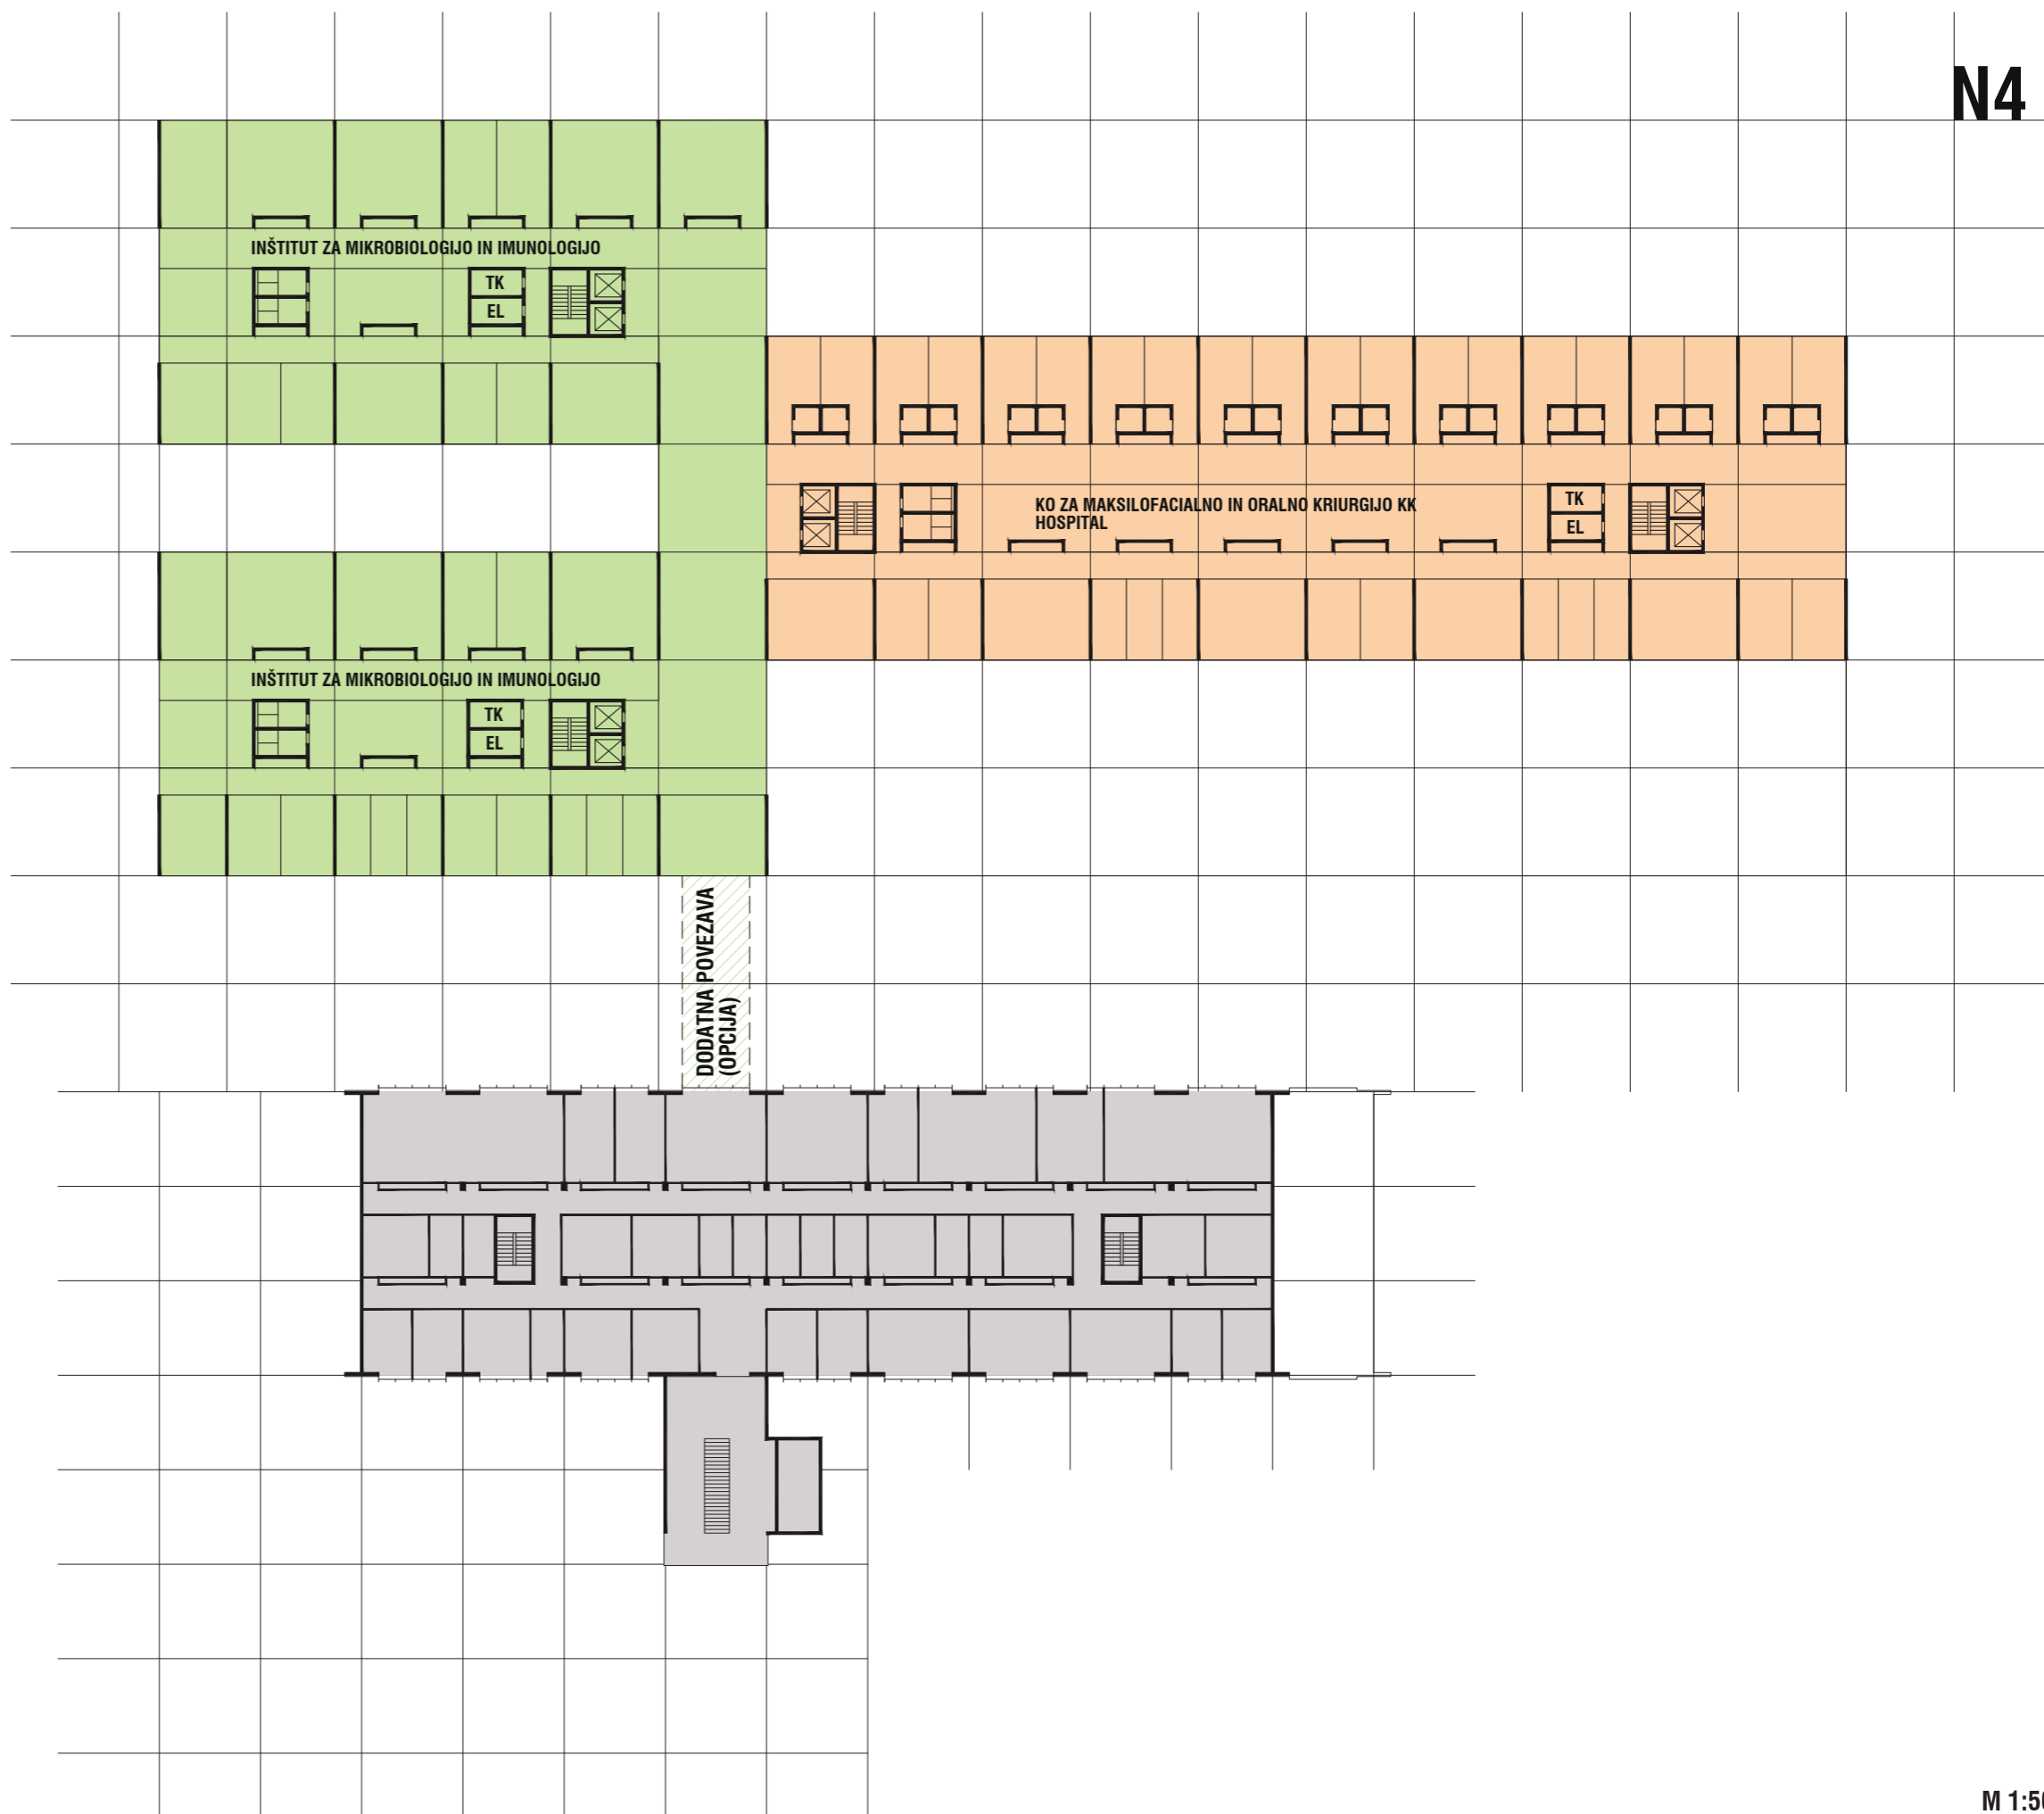 N4
INŠTITUT ZA MIKROBIOLOGIJO IN IMUNOLOGIJO
TK
EL
KO ZA MAKSILOFACIALNO IN ORALNO KRIURGIJO KK
HOSPITAL
TK
EL
INŠTITUT ZA MIKROBIOLOGIJO IN IMUNOLOGIJO
TK
EL
DODATNA POVEZAVA
(OPCIJA)
M